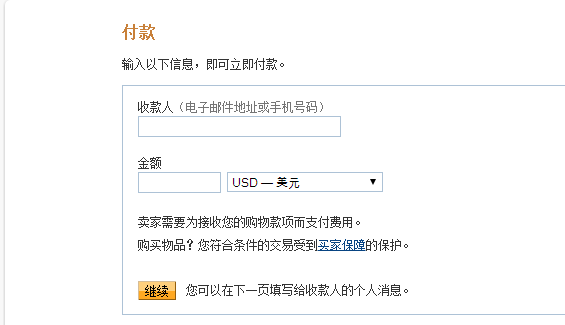 付款
输入以下信息，即可立即付款。
收款人（电子邮件地址或手机号码）
金额
USD — 美元
卖家需要为接收您的购物款项而支付费用。
购买物品？您符合条件的交易受到买家保障的保护。
继续 您可以在下一页填写给收款人的个人消息。